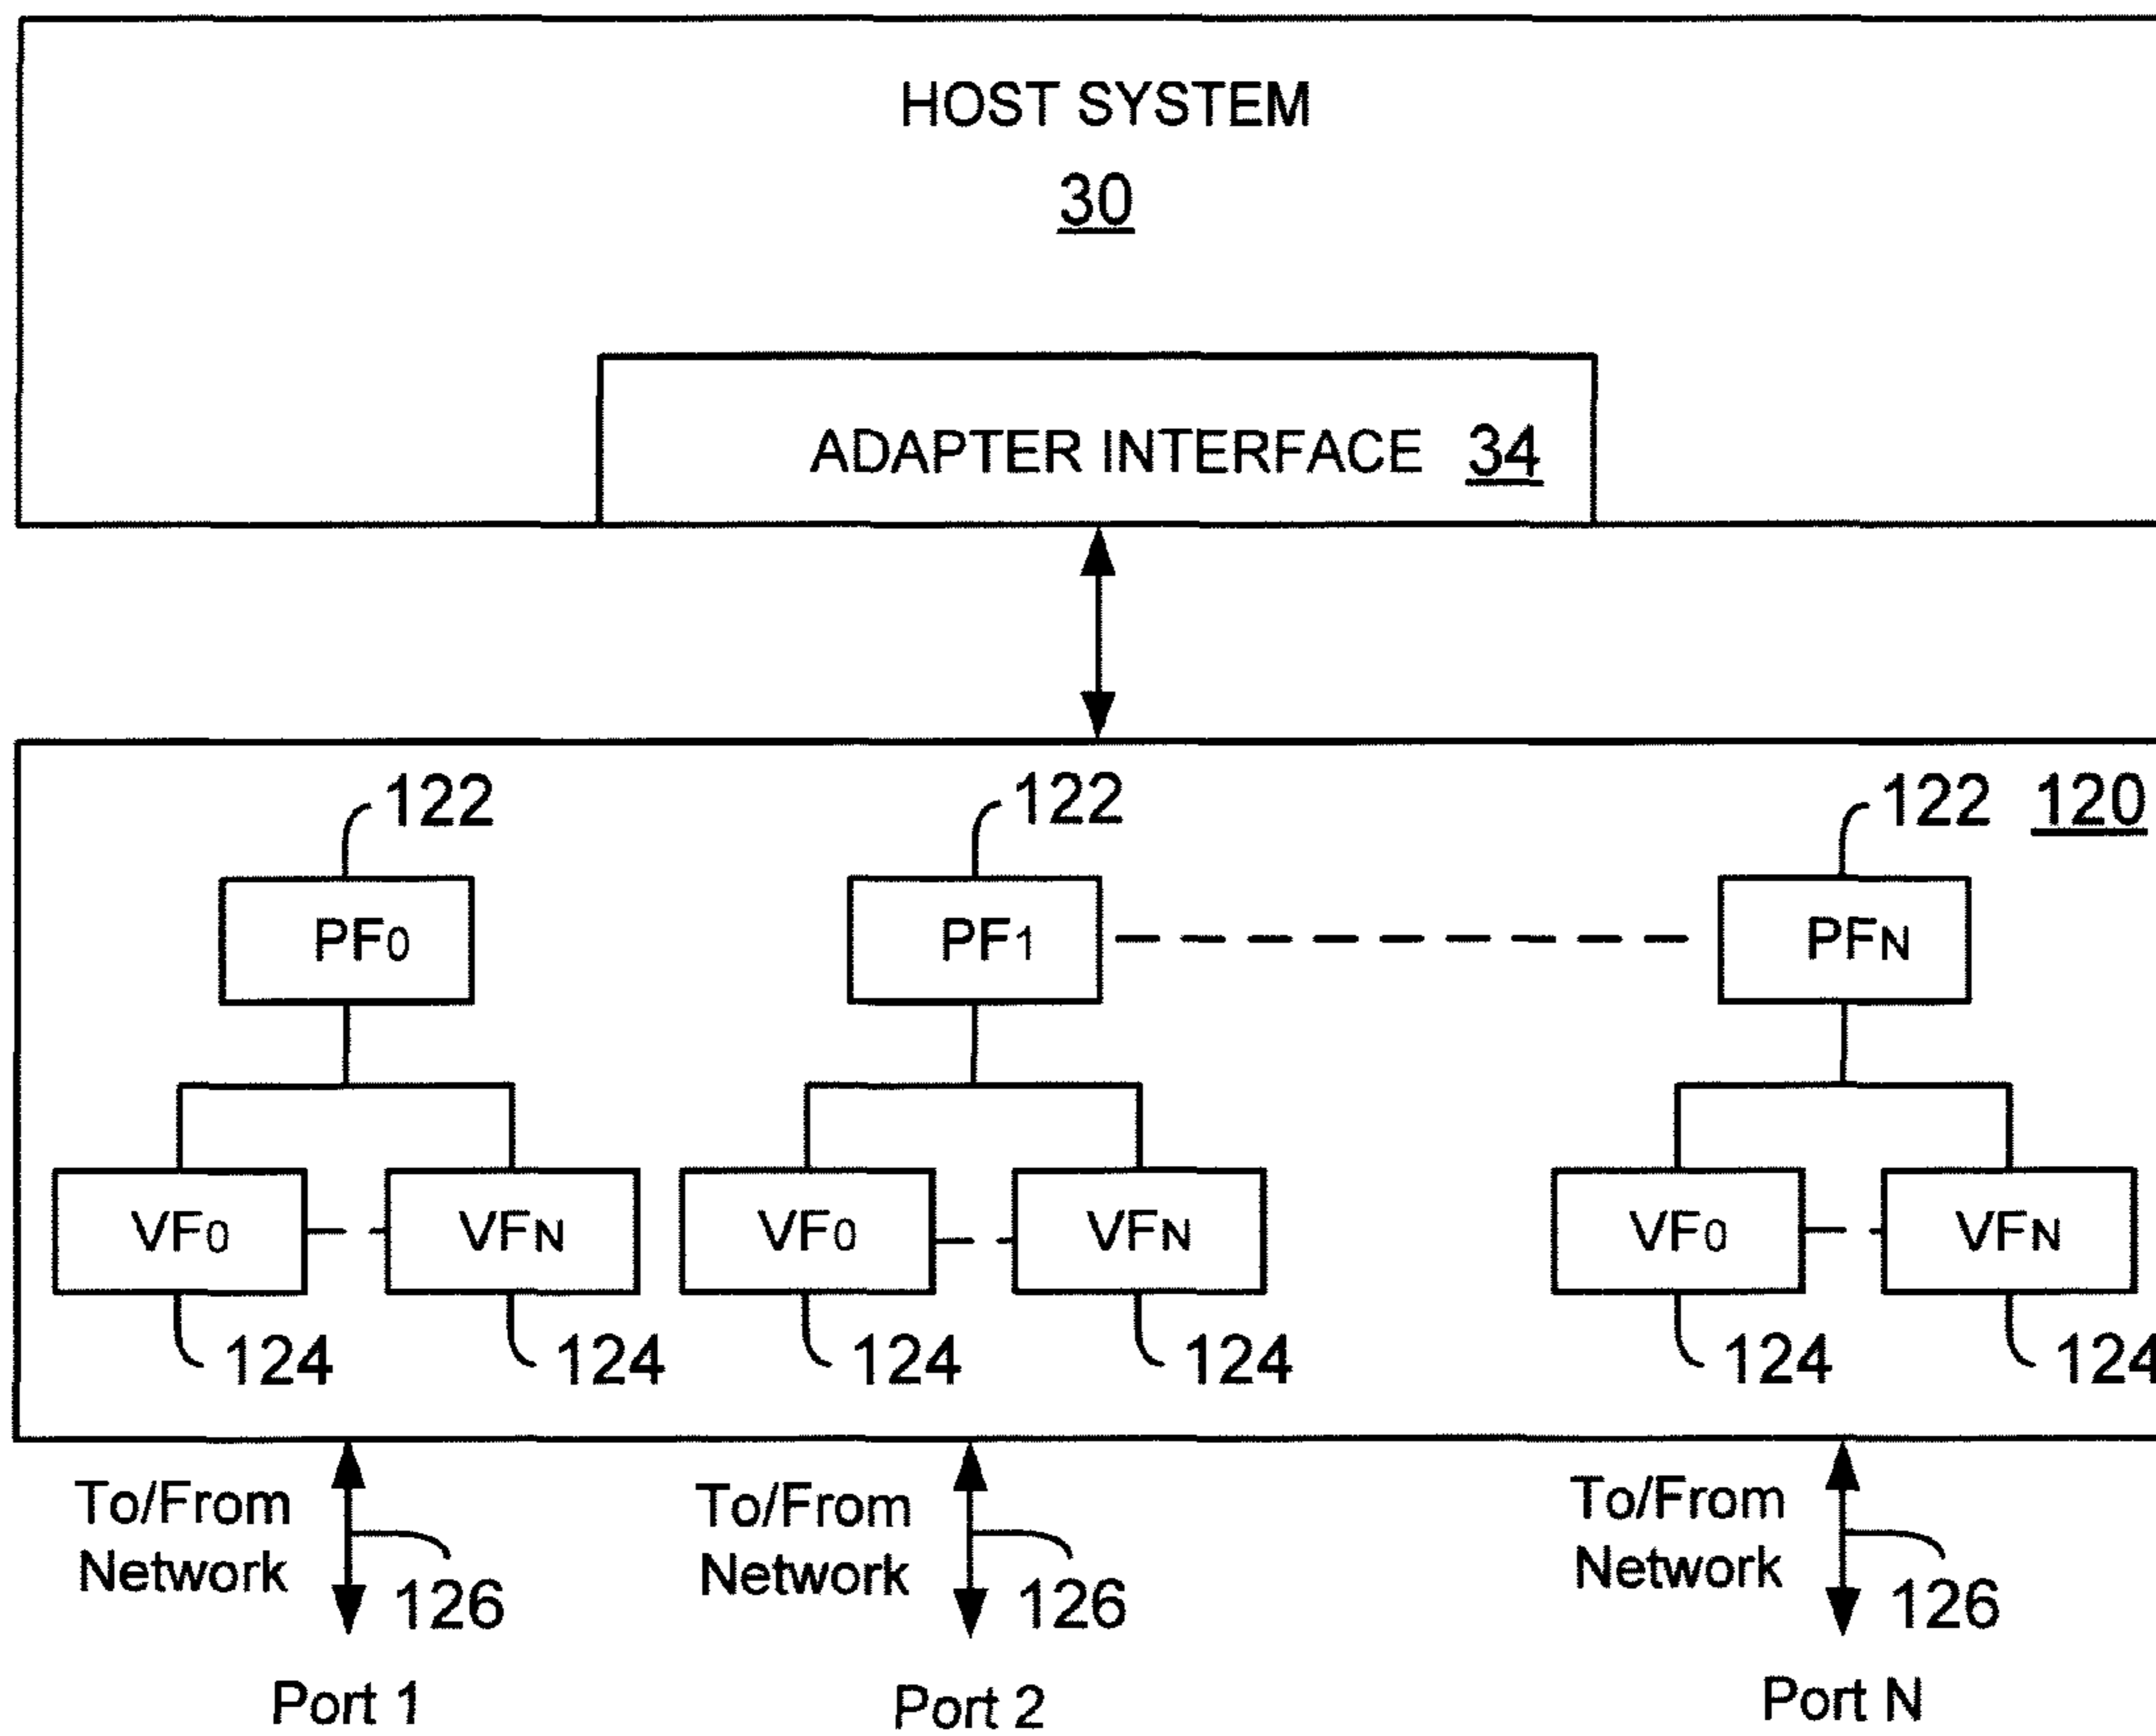 HOST SYSTEM
30
ADAPTER INTERFACE 34
122 122 122 120
PF0 PF1 PFN
VF0 VFN VF0 VFN VF0 VFN
124 124 124 124 124 124
To/From Network 126 To/From Network 126 To/From Network 126
Port 1 Port 2 Port N